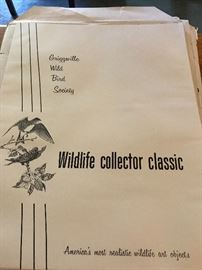 Griggsville
Wild
Bird
Society
Wildlife collector classic
America's most realistic wildlife art objects